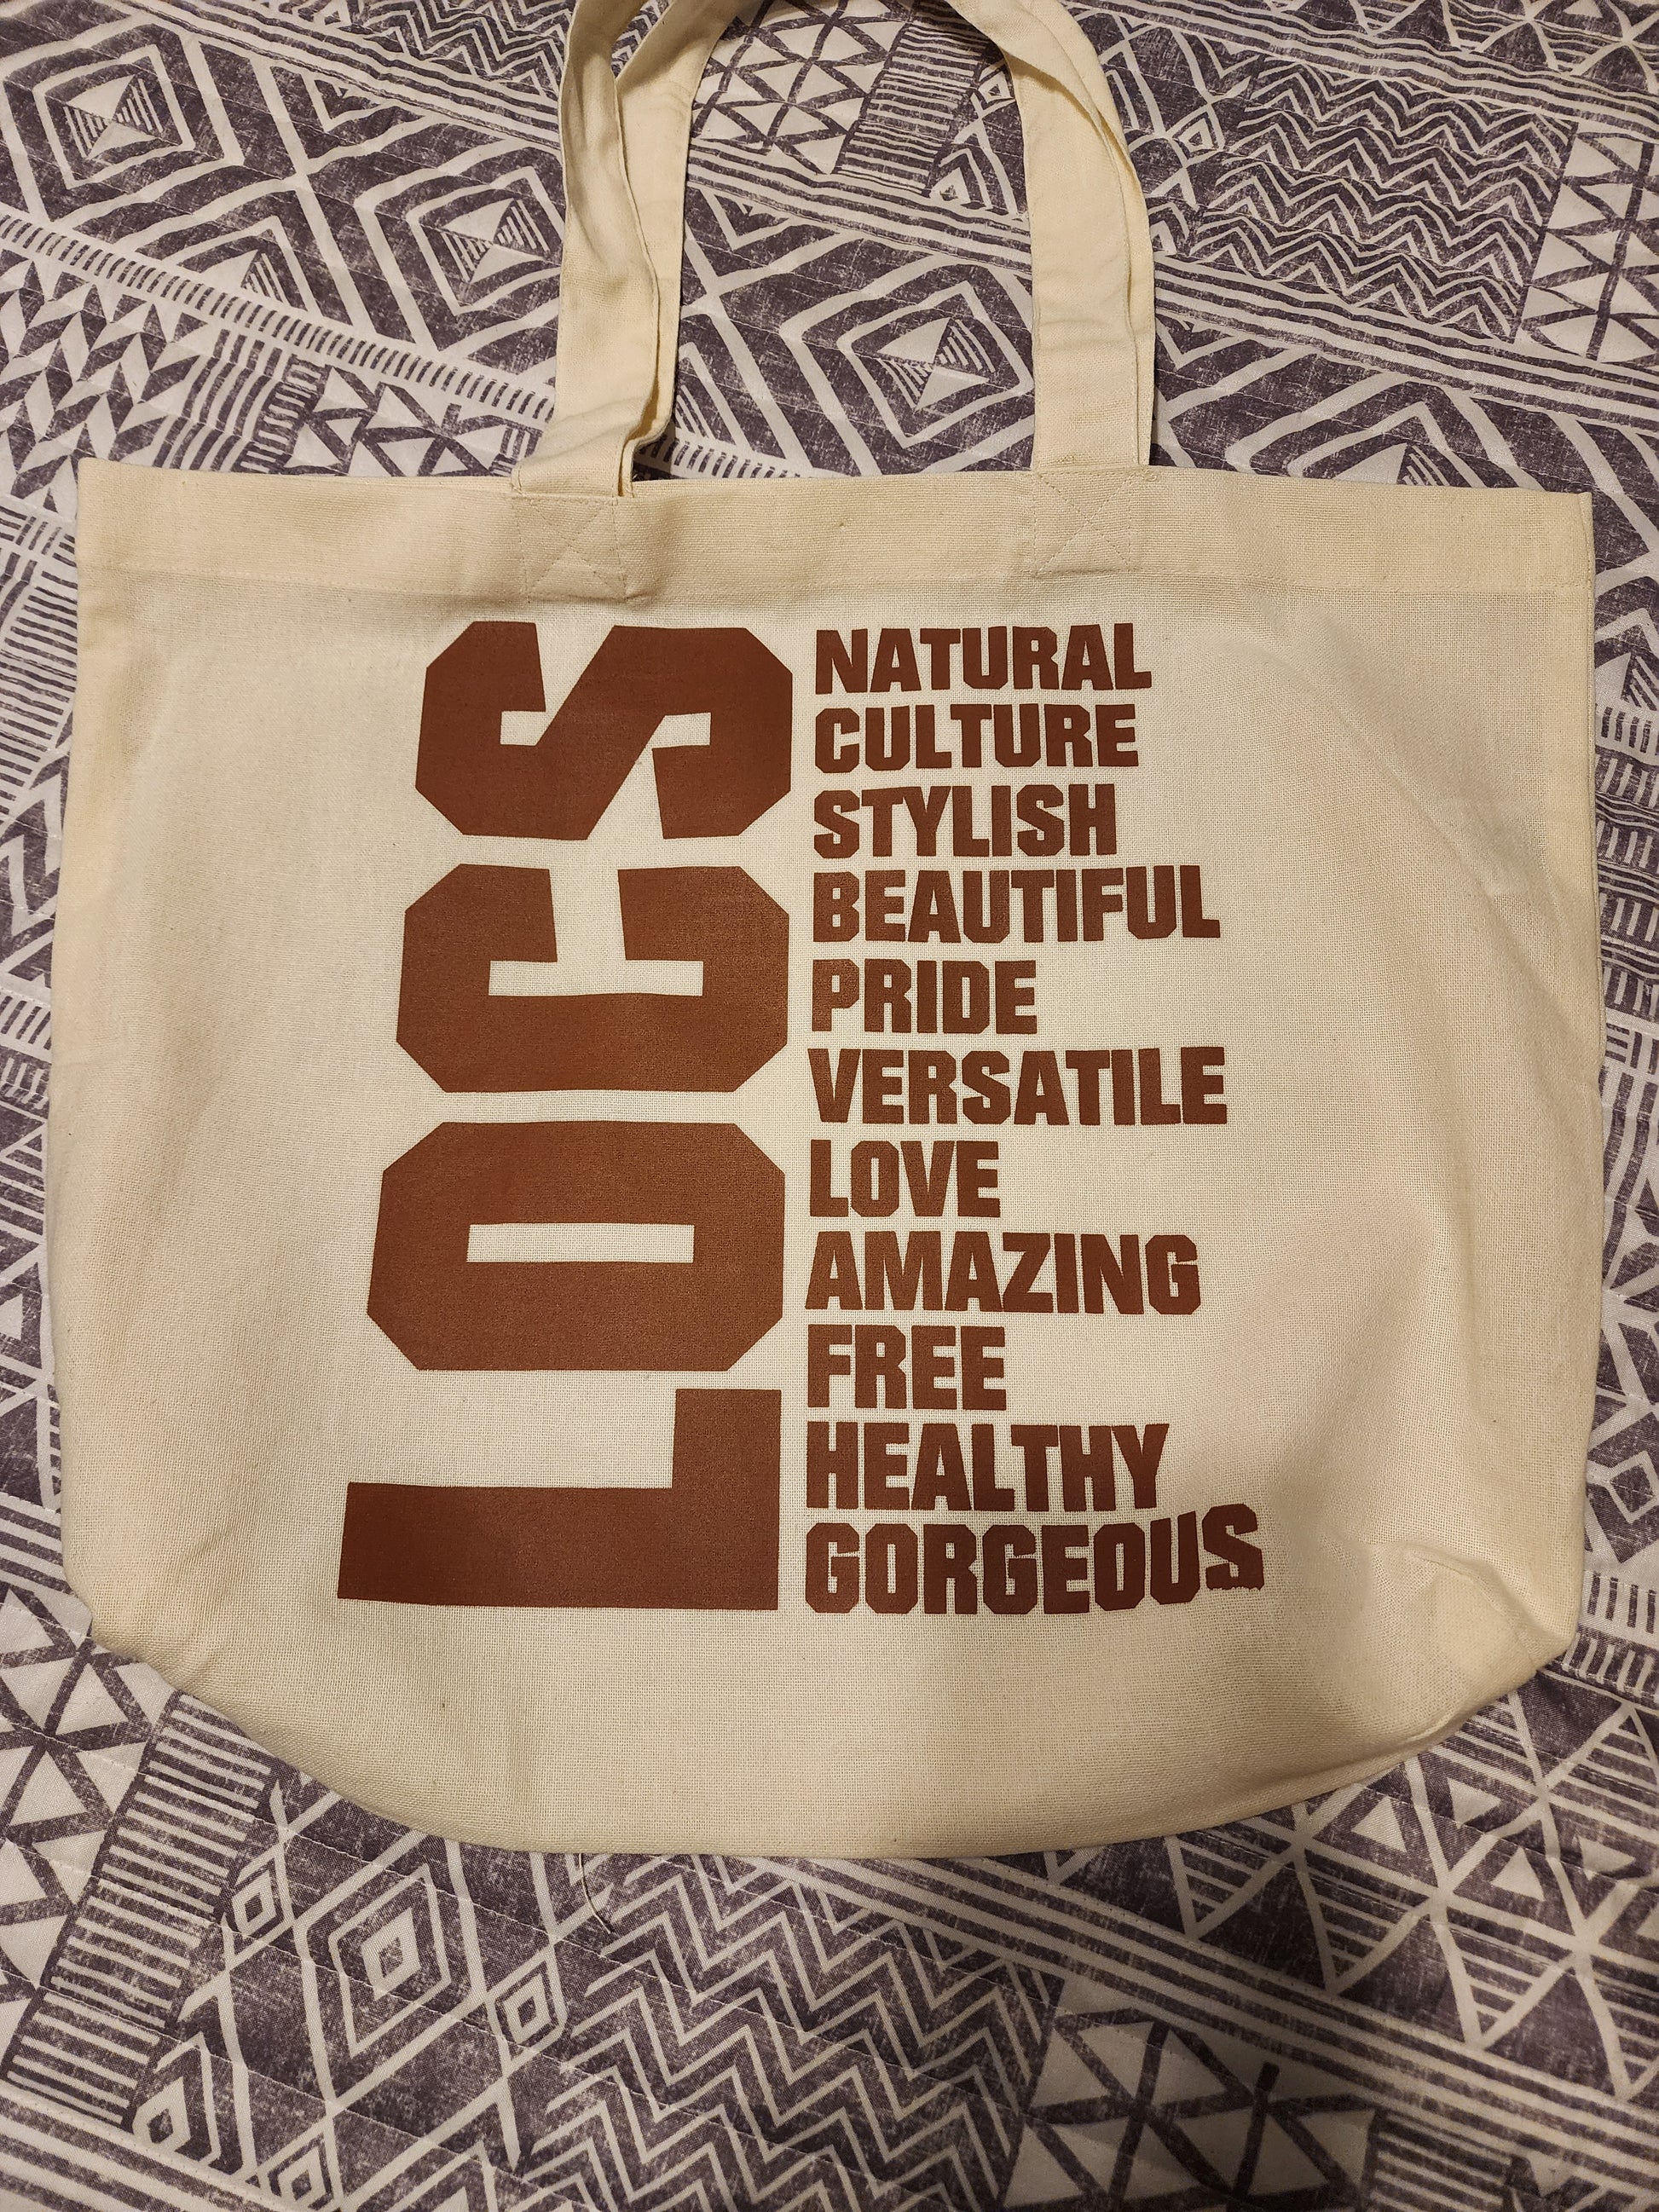 LOCS
NATURAL
CULTURE
STYLISH
BEAUTIFUL
PRIDE
VERSATILE
LOVE
AMAZING
FREE
HEALTHY
GORGEOUS